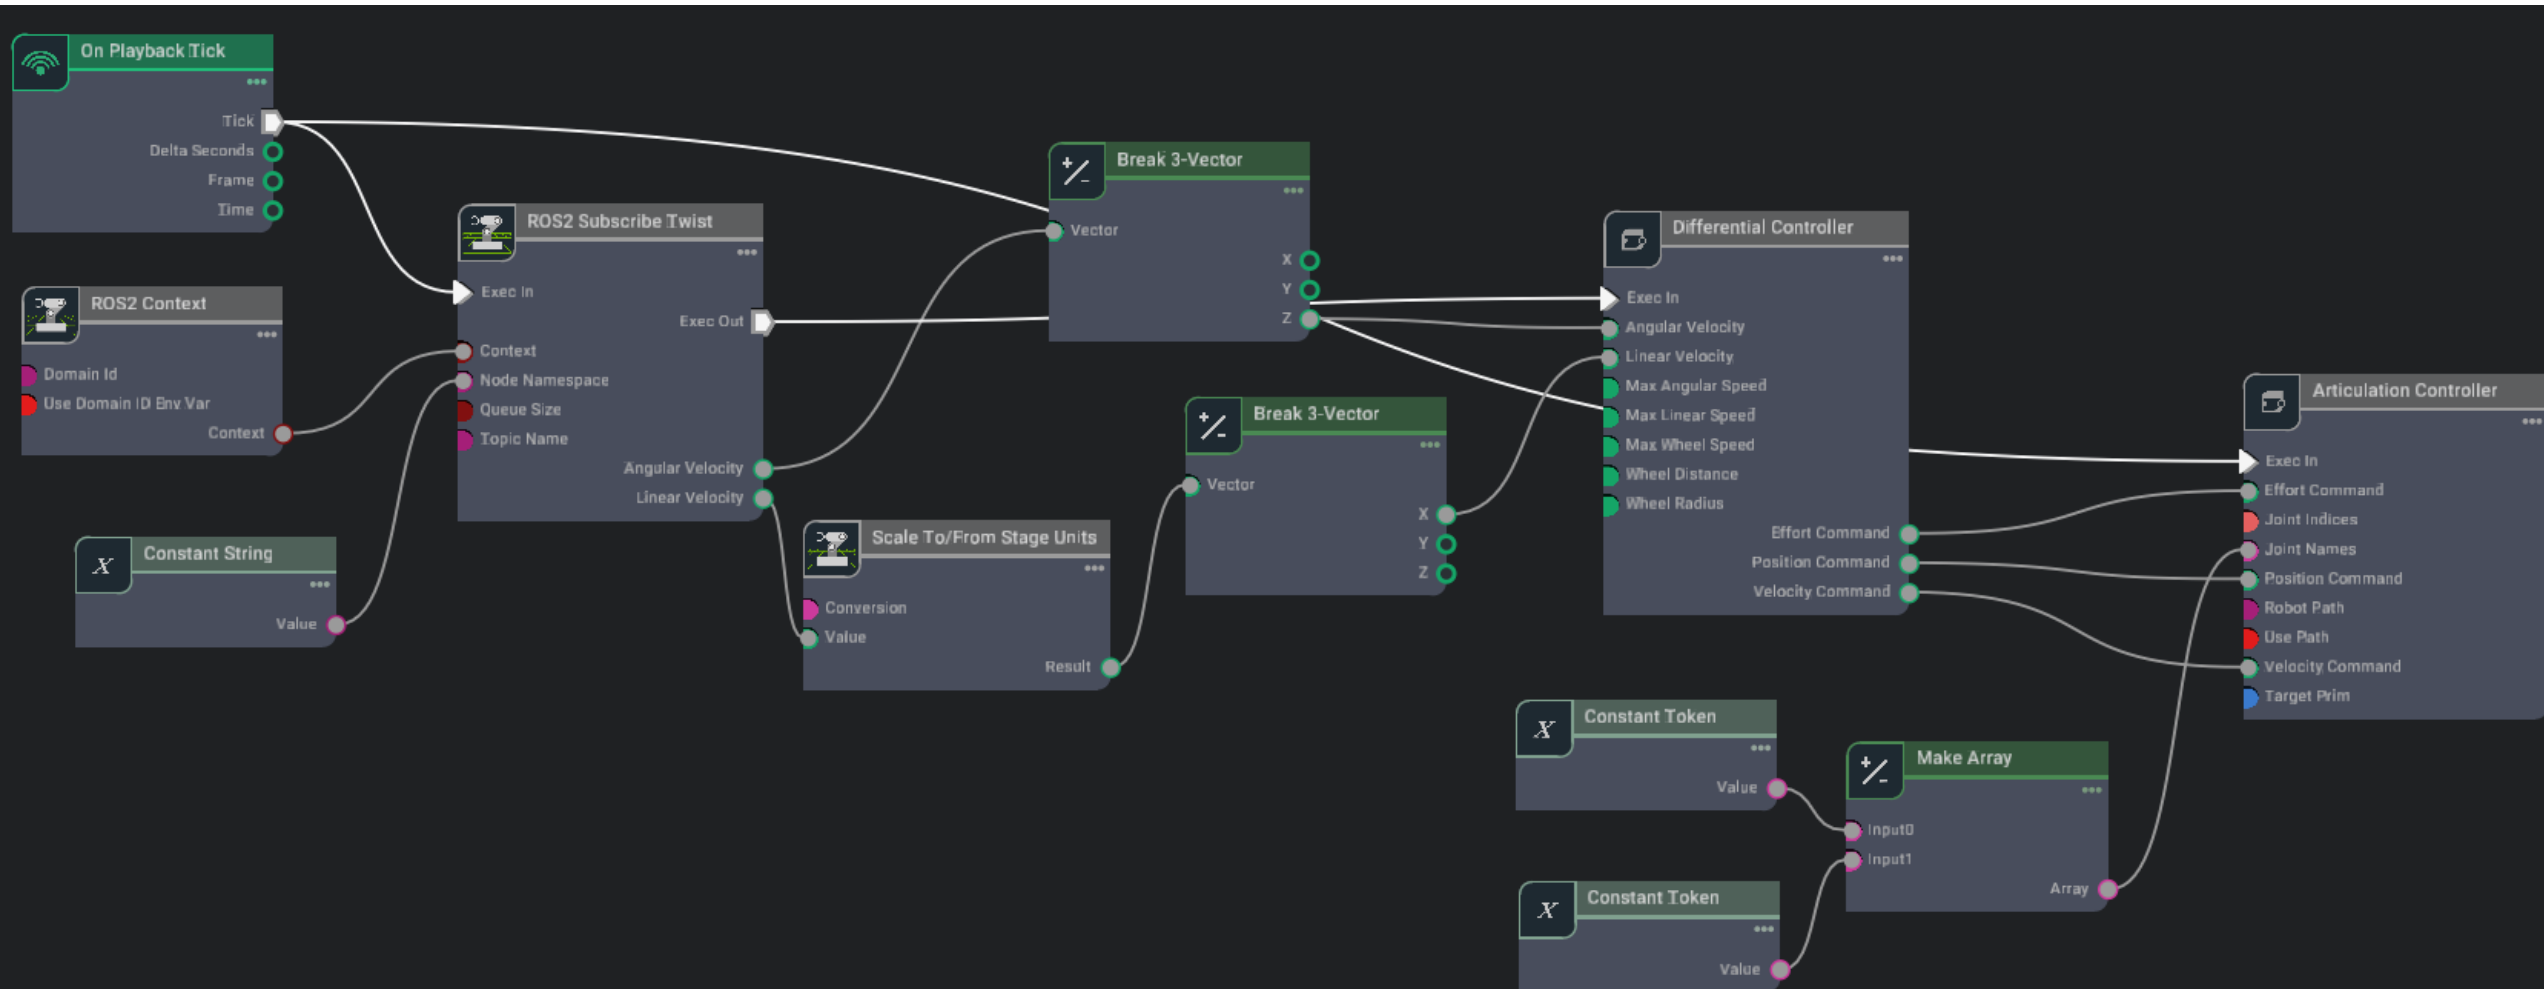 On Playback Tick
Tick
Delta Seconds
Frame
Time
ROS2 Context
Domain Id
Use Domain ID Env Var
Context
Constant String
X
Value
ROS2 Subscribe Twist
Exec In
Exec Out
Context
Node Namespace
Queue Size
Topic Name
Angular Velocity
Linear Velocity
Scale To/From Stage Units
Conversion
Value
Result
Break 3-Vector
Vector
X
Y
Z
Break 3-Vector
Vector
X
Y
Z
Differential Controller
Exec In
Angular Velocity
Linear Velocity
Max Angular Speed
Max Linear Speed
Max Wheel Speed
Wheel Distance
Wheel Radius
Effort Command
Position Command
Velocity Command
Constant Token
X
Value
Constant Token
X
Value
Make Array
Input0
Input1
Array
Articulation Controller
Exec In
Effort Command
Joint Indices
Joint Names
Position Command
Robot Path
Use Path
Velocity Command
Target Prim